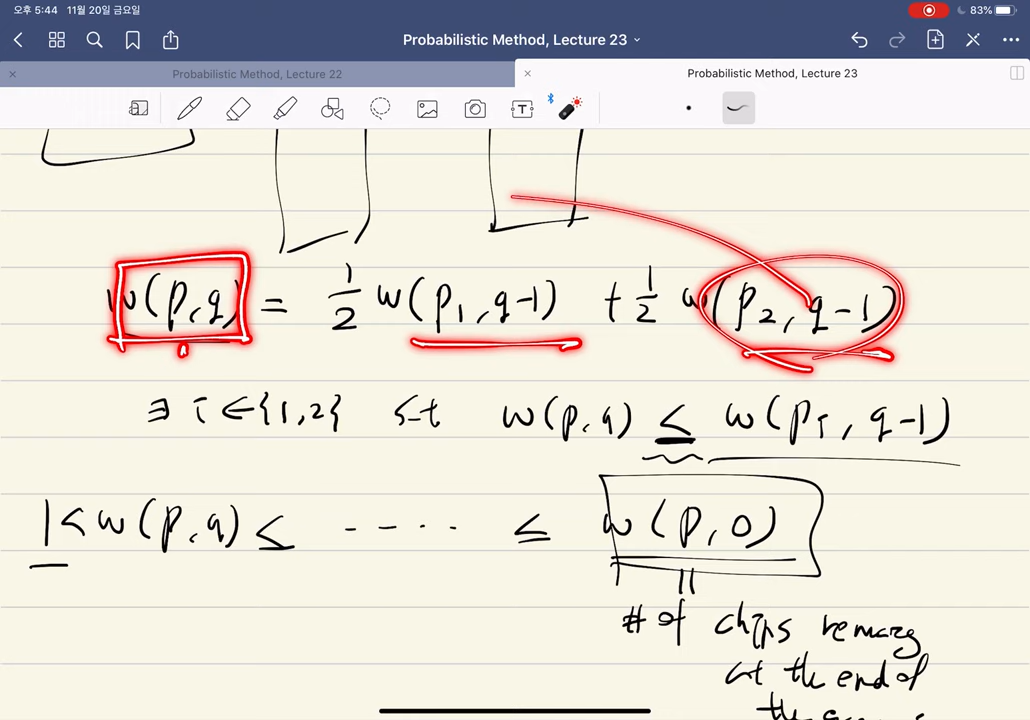 오후 5:44 11월 20일 금요일 83%
Probabilistic Method, Lecture 23
Probabilistic Method, Lecture 22
Probabilistic Method, Lecture 23
w(p,q) = 1/2 w(p₁,q-1) + 1/2 w(p₂,q-1)
∃ i ∈ {1,2} s.t w(p,q) ≤ w(pᵢ,q-1)
1 < w(p,q) ≤ ---- ≤ w(p,0)
||
# of chips
at the end of
the